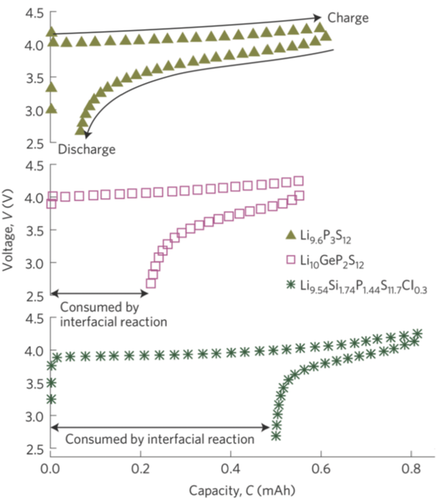 4.5
Charge
4.0
3.5
3.0
2.5
Discharge
4.5
4.0
3.5
3.0
2.5
Li9.6P3S12
Li10GeP2S12
Li9.54Si1.74P1.44S11.7Cl0.3
Consumed by
interfacial reaction
Voltage, V (V)
4.5
4.0
3.5
3.0
2.5
Consumed by interfacial reaction
0.0
0.2
0.4
0.6
0.8
Capacity, C (mAh)